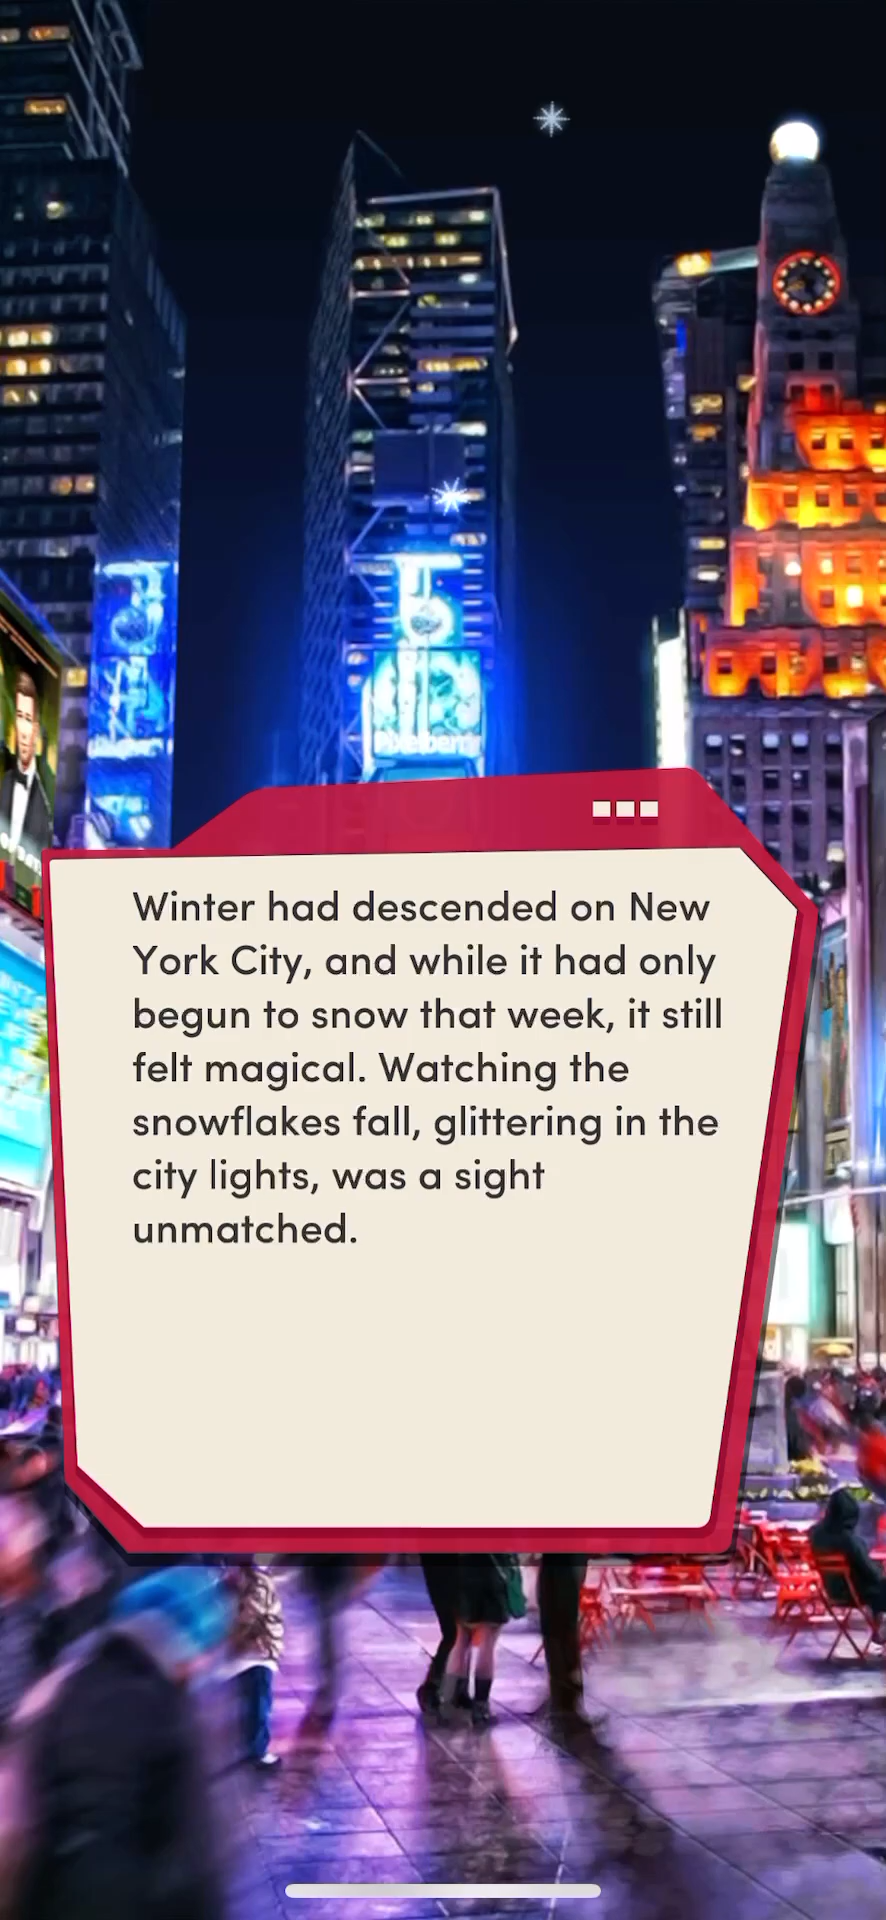 Pixelberry
Winter had descended on New
York City, and while it had only
begun to snow that week, it still
felt magical. Watching the
snowflakes fall, glittering in the
city lights, was a sight
unmatched.